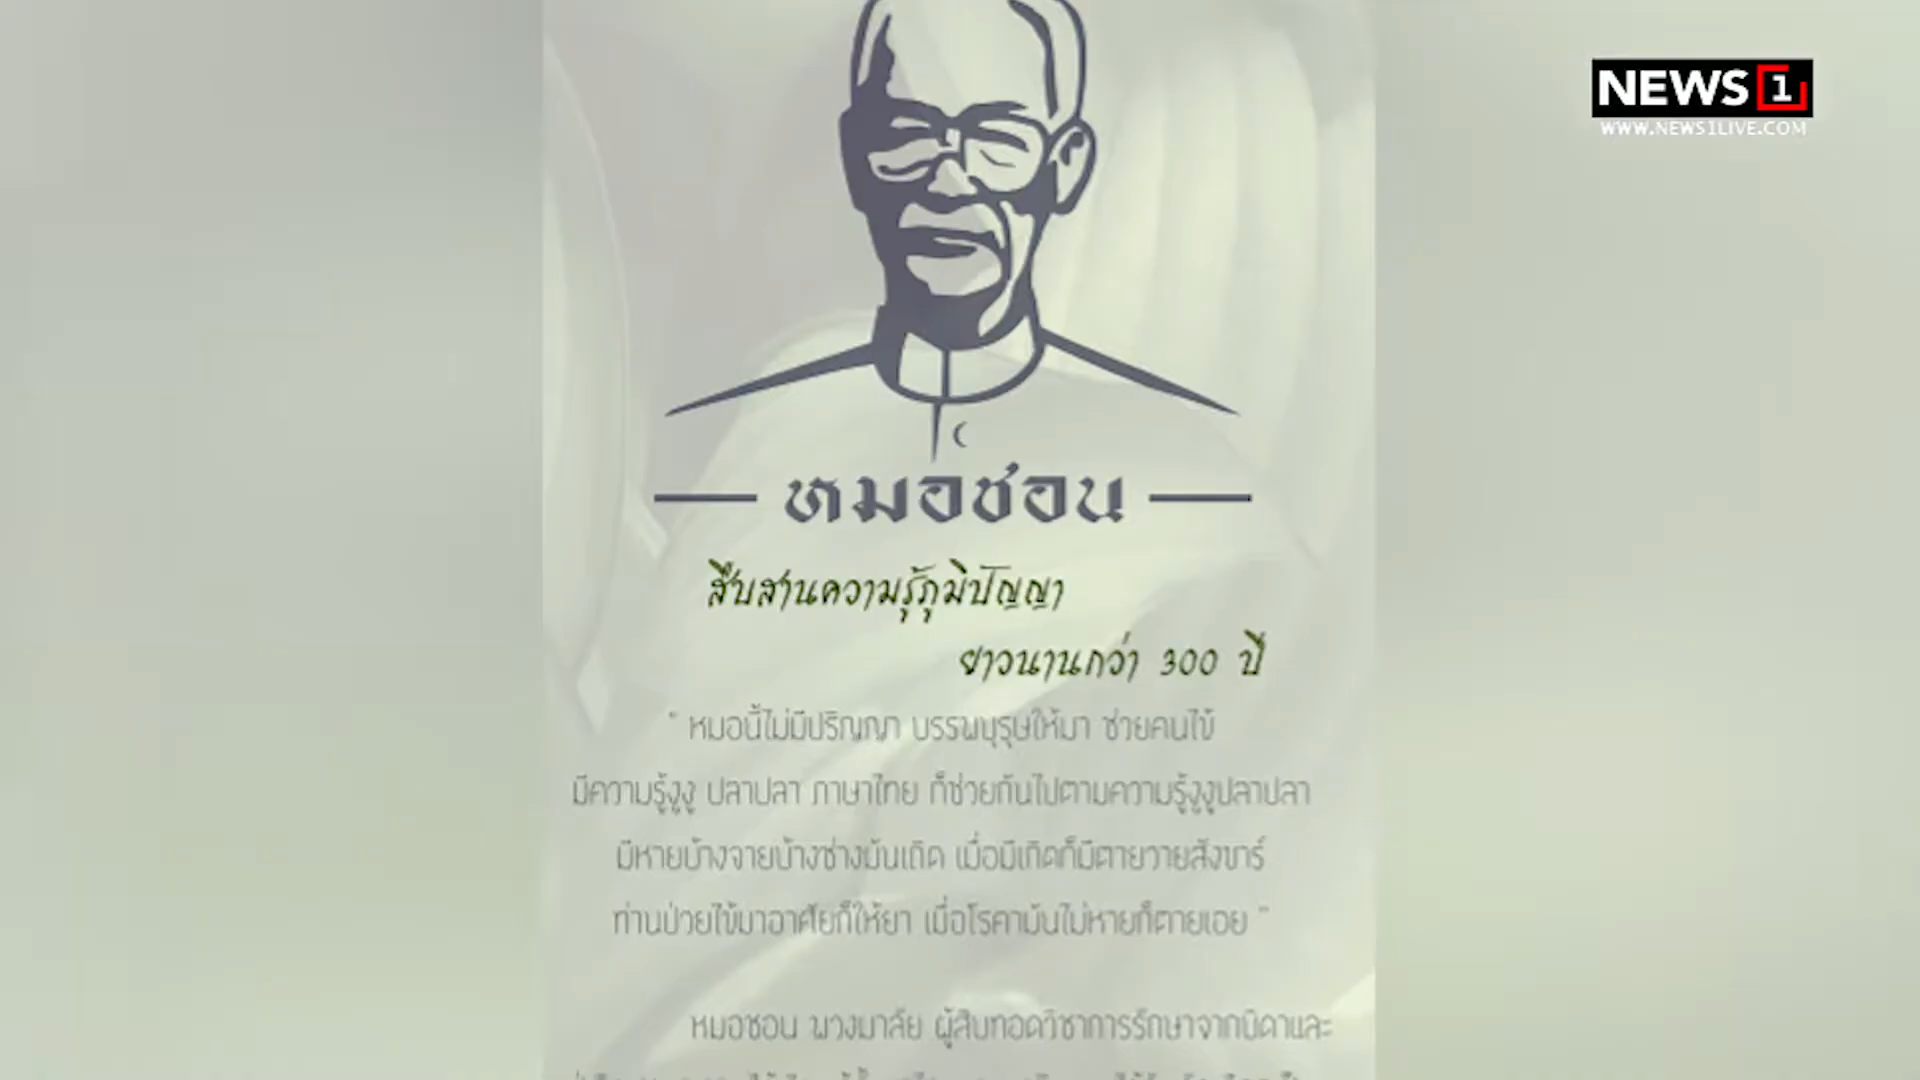 NEWS 1
WWW.NEWS1LIVE.COM
หมอชอน
สืบสานความรู้ภูมิปัญญา
ยาวนานกว่า 300 ปี
" หมอนี้ไม่มีปริญญา บรรพบุรุษให้มา ช่วยคนไข้
มีความรู้งูงู ปลาปลา ภาษาไทย ก็ช่วยกันไปตามความรู้งูงูปลาปลา
มีหายบ้างวายบ้างช่างมันเถิด เมื่อมีเกิดก็มีตายวายสังขาร์
ท่านป่วยไข้มาอาศัยก็ให้ยา เมื่อโรคามันไม่หายก็ตายเอย "
หมอชอน พวงมาลัย ผู้สืบทอดวิชาการรักษาจากบิดาและ